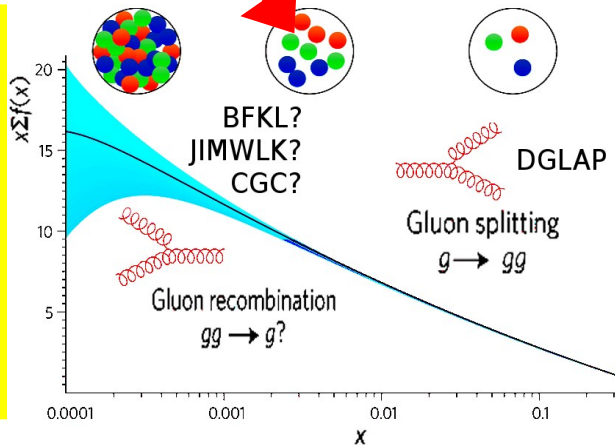 20
15
10
5
xΣf(x)
BFKL?
JIMWLK?
CGC?
DGLAP
Gluon splitting
g → gg
Gluon recombination
gg → g?
0.0001
0.001
0.01
0.1
x